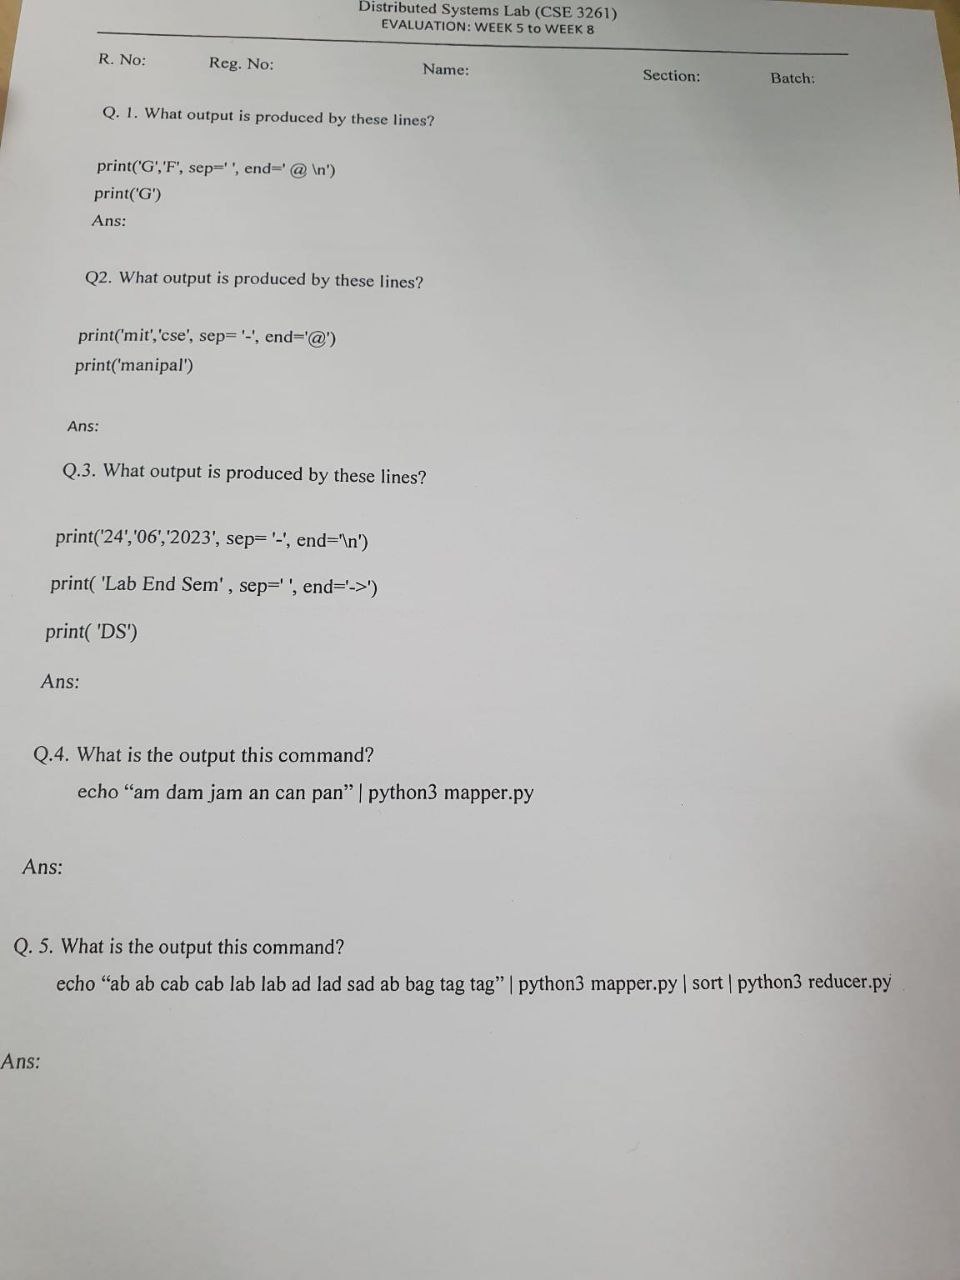 Distributed Systems Lab (CSE 3261)
EVALUATION: WEEK 5 to WEEK 8
R. No: Reg. No: Name: Section: Batch:
Q. 1. What output is produced by these lines?
print('G','F', sep=' ', end=' @ \n')
print('G')
Ans:
Q2. What output is produced by these lines?
print('mit','cse', sep= '-', end='@')
print('manipal')
Ans:
Q.3. What output is produced by these lines?
print('24','06','2023', sep= '-', end='\n')
print( 'Lab End Sem' , sep=' ', end='->')
print( 'DS')
Ans:
Q.4. What is the output this command?
echo “am dam jam an can pan” | python3 mapper.py
Ans:
Q. 5. What is the output this command?
echo “ab ab cab cab lab lab ad lad sad ab bag tag tag” | python3 mapper.py | sort | python3 reducer.py
Ans: